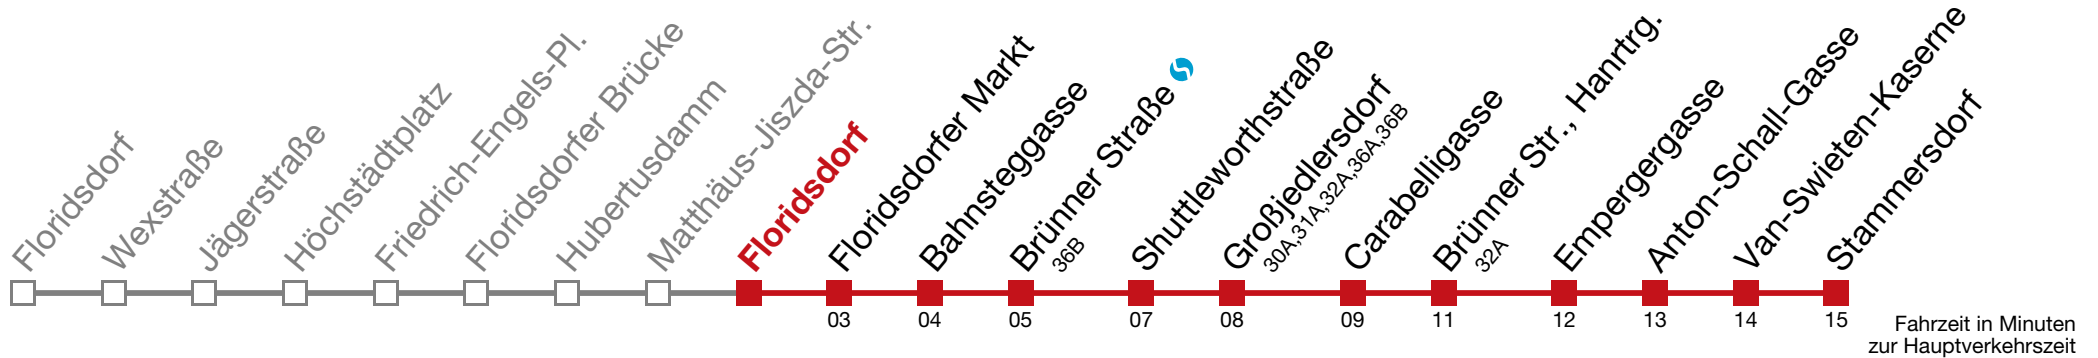 Floridsdorf
Wexstraße
Jägerstraße
Höchstädtplatz
Friedrich-Engels-Pl.
Floridsdorfer Brücke
Hubertusdamm
Matthäus-Jiszda-Str.
Floridsdorf
Floridsdorfer Markt
03
Bahnsteggasse
04
Brünner Straße
36B
05
Shuttleworthstraße
07
Großjedlersdorf
30A,31A,32A,36A,36B
08
Carabelligasse
09
Brünner Str., Hanrtrg.
32A
11
Empergergasse
12
Anton-Schall-Gasse
13
Van-Swieten-Kaserne
14
Stammersdorf
15
Fahrzeit in Minuten
zur Hauptverkehrszeit